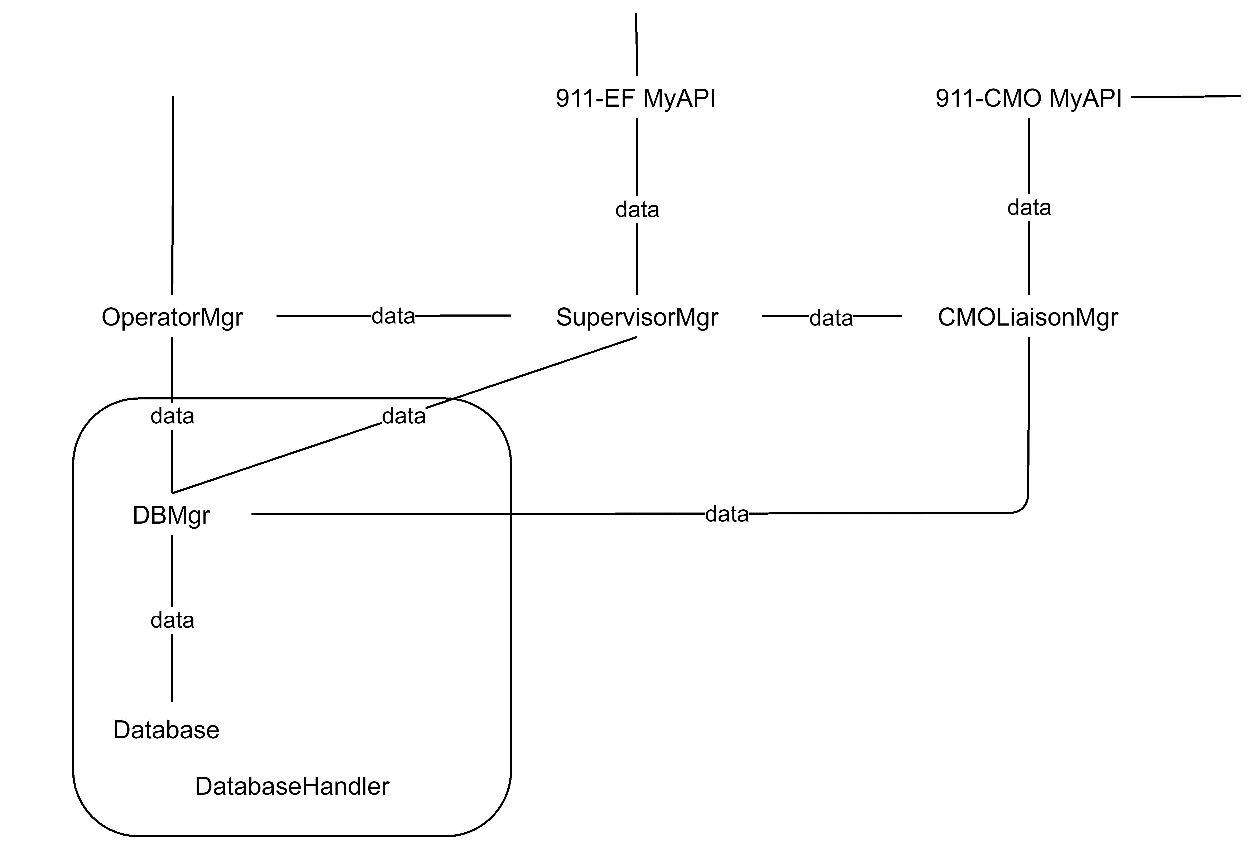 911-EF MyAPI
911-CMO MyAPI
data
data
OperatorMgr
data
SupervisorMgr
data
CMOLiaisonMgr
data
data
DBMgr
data
data
Database
DatabaseHandler